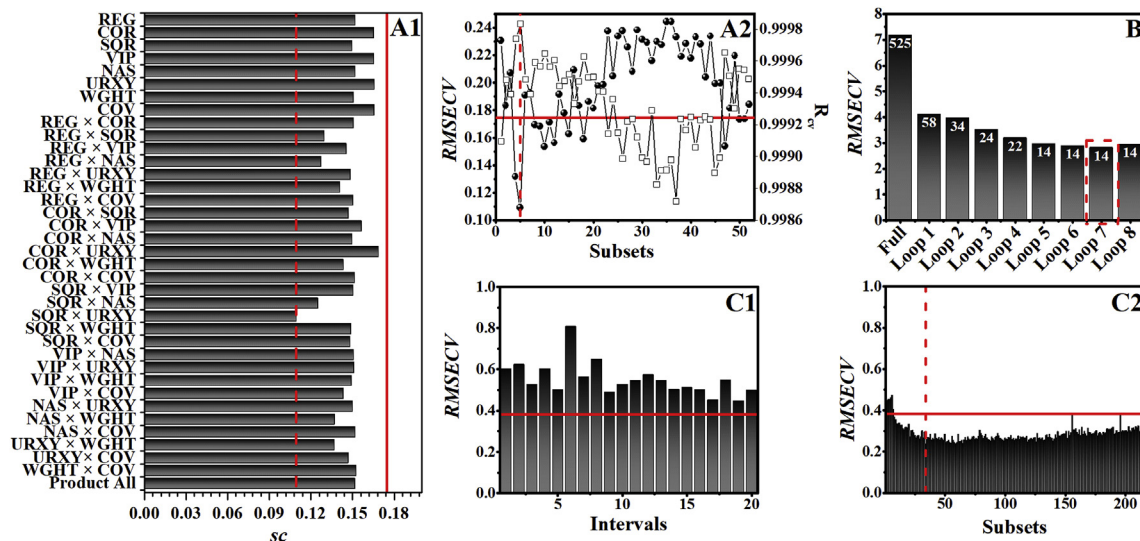 A1
REG
COR
SQR
VIP
NAS
URXY
WGHT
COV
REG × COR
REG × SQR
REG × VIP
REG × NAS
REG × URXY
REG × WGHT
REG × COV
COR × SQR
COR × VIP
COR × NAS
COR × URXY
COR × WGHT
COR × COV
SQR × VIP
SQR × NAS
SQR × URXY
SQR × WGHT
SQR × COV
VIP × NAS
VIP × URXY
VIP × WGHT
VIP × COV
NAS × URXY
NAS × WGHT
NAS × COV
URXY × WGHT
URXY × COV
WGHT × COV
Product All
0.00 0.03 0.06 0.09 0.12 0.15 0.18
sc
A2
RMSECV
0.24
0.22
0.20
0.18
0.16
0.14
0.12
0.10
0 10 20 30 40 50
Subsets
0.9998
0.9996
0.9994
0.9992
0.9990
0.9988
0.9986
R cv
B
RMSECV
8
7
6
5
4
3
2
1
0
525 58 34 24 22 14 14 14 14
Full Loop 1 Loop 2 Loop 3 Loop 4 Loop 5 Loop 6 Loop 7 Loop 8
C1
RMSECV
1.0
0.8
0.6
0.4
0.2
0.0
5 10 15 20
Intervals
C2
RMSECV
1.0
0.8
0.6
0.4
0.2
0.0
50 100 150 200
Subsets